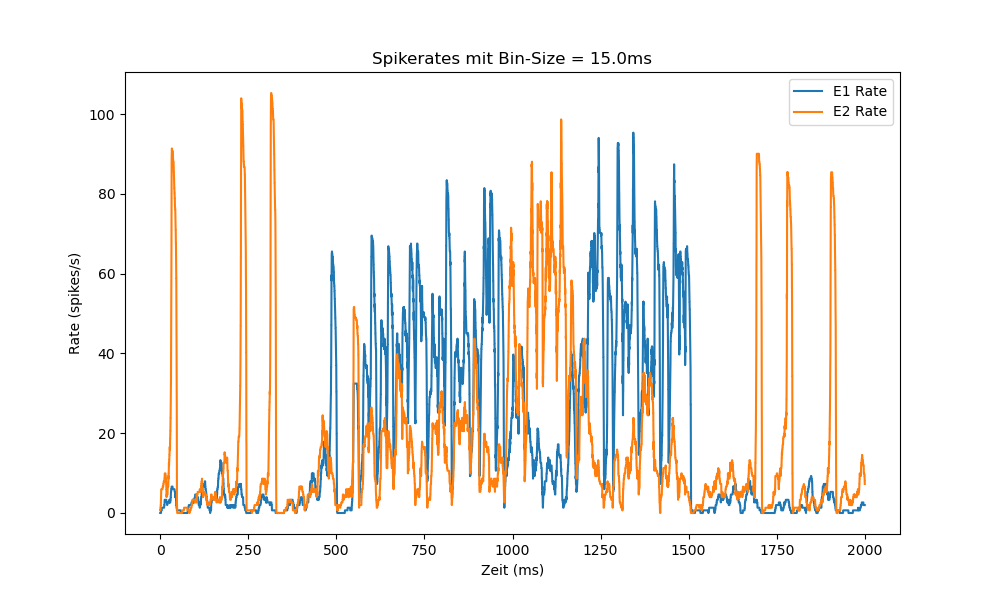 Spikerates mit Bin-Size = 15.0ms
E1 Rate
E2 Rate
100
80
60
40
20
0
Rate (spikes/s)
0 250 500 750 1000 1250 1500 1750 2000
Zeit (ms)